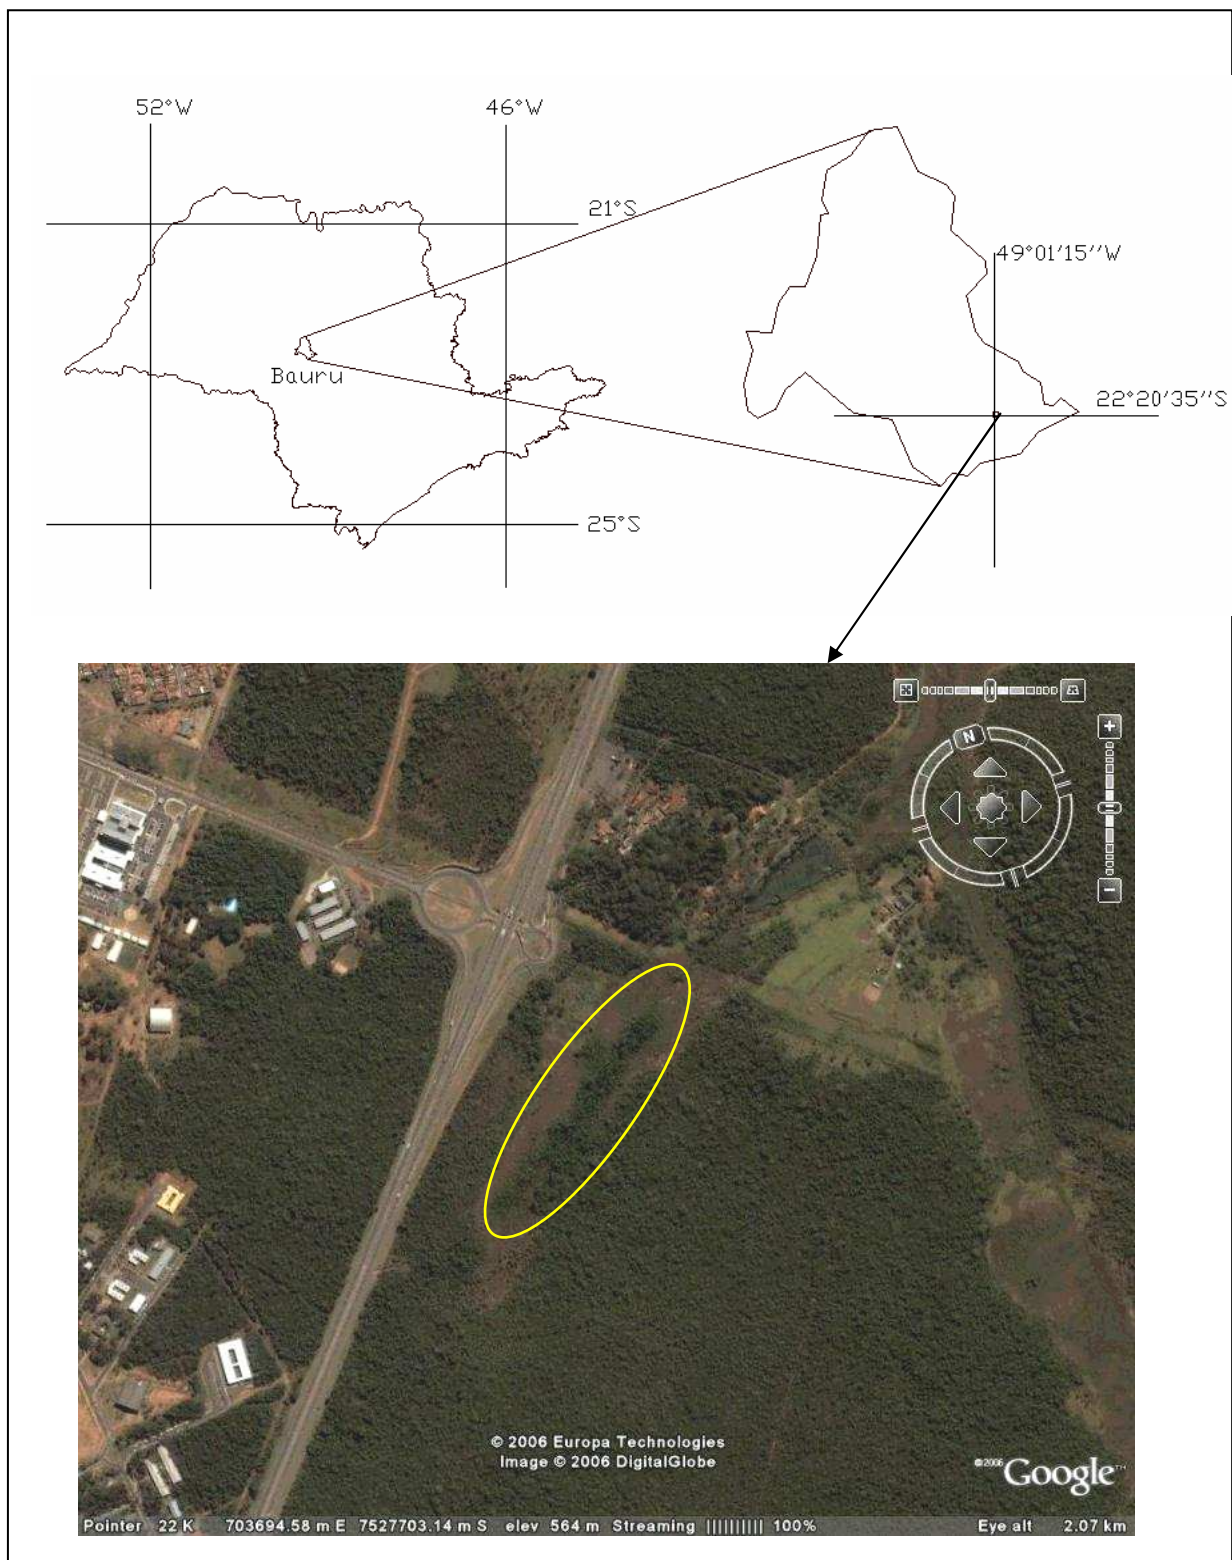 52°W
46°W
21°S
49°01'15''W
Bauru
22°20'35''S
25°S
N
© 2006 Europa Technologies
Image © 2006 DigitalGlobe
©2006 Google™
Pointer 22 K 703694.58 m E 7527703.14 m S elev 564 m Streaming |||||||||| 100% Eye alt 2.07 km